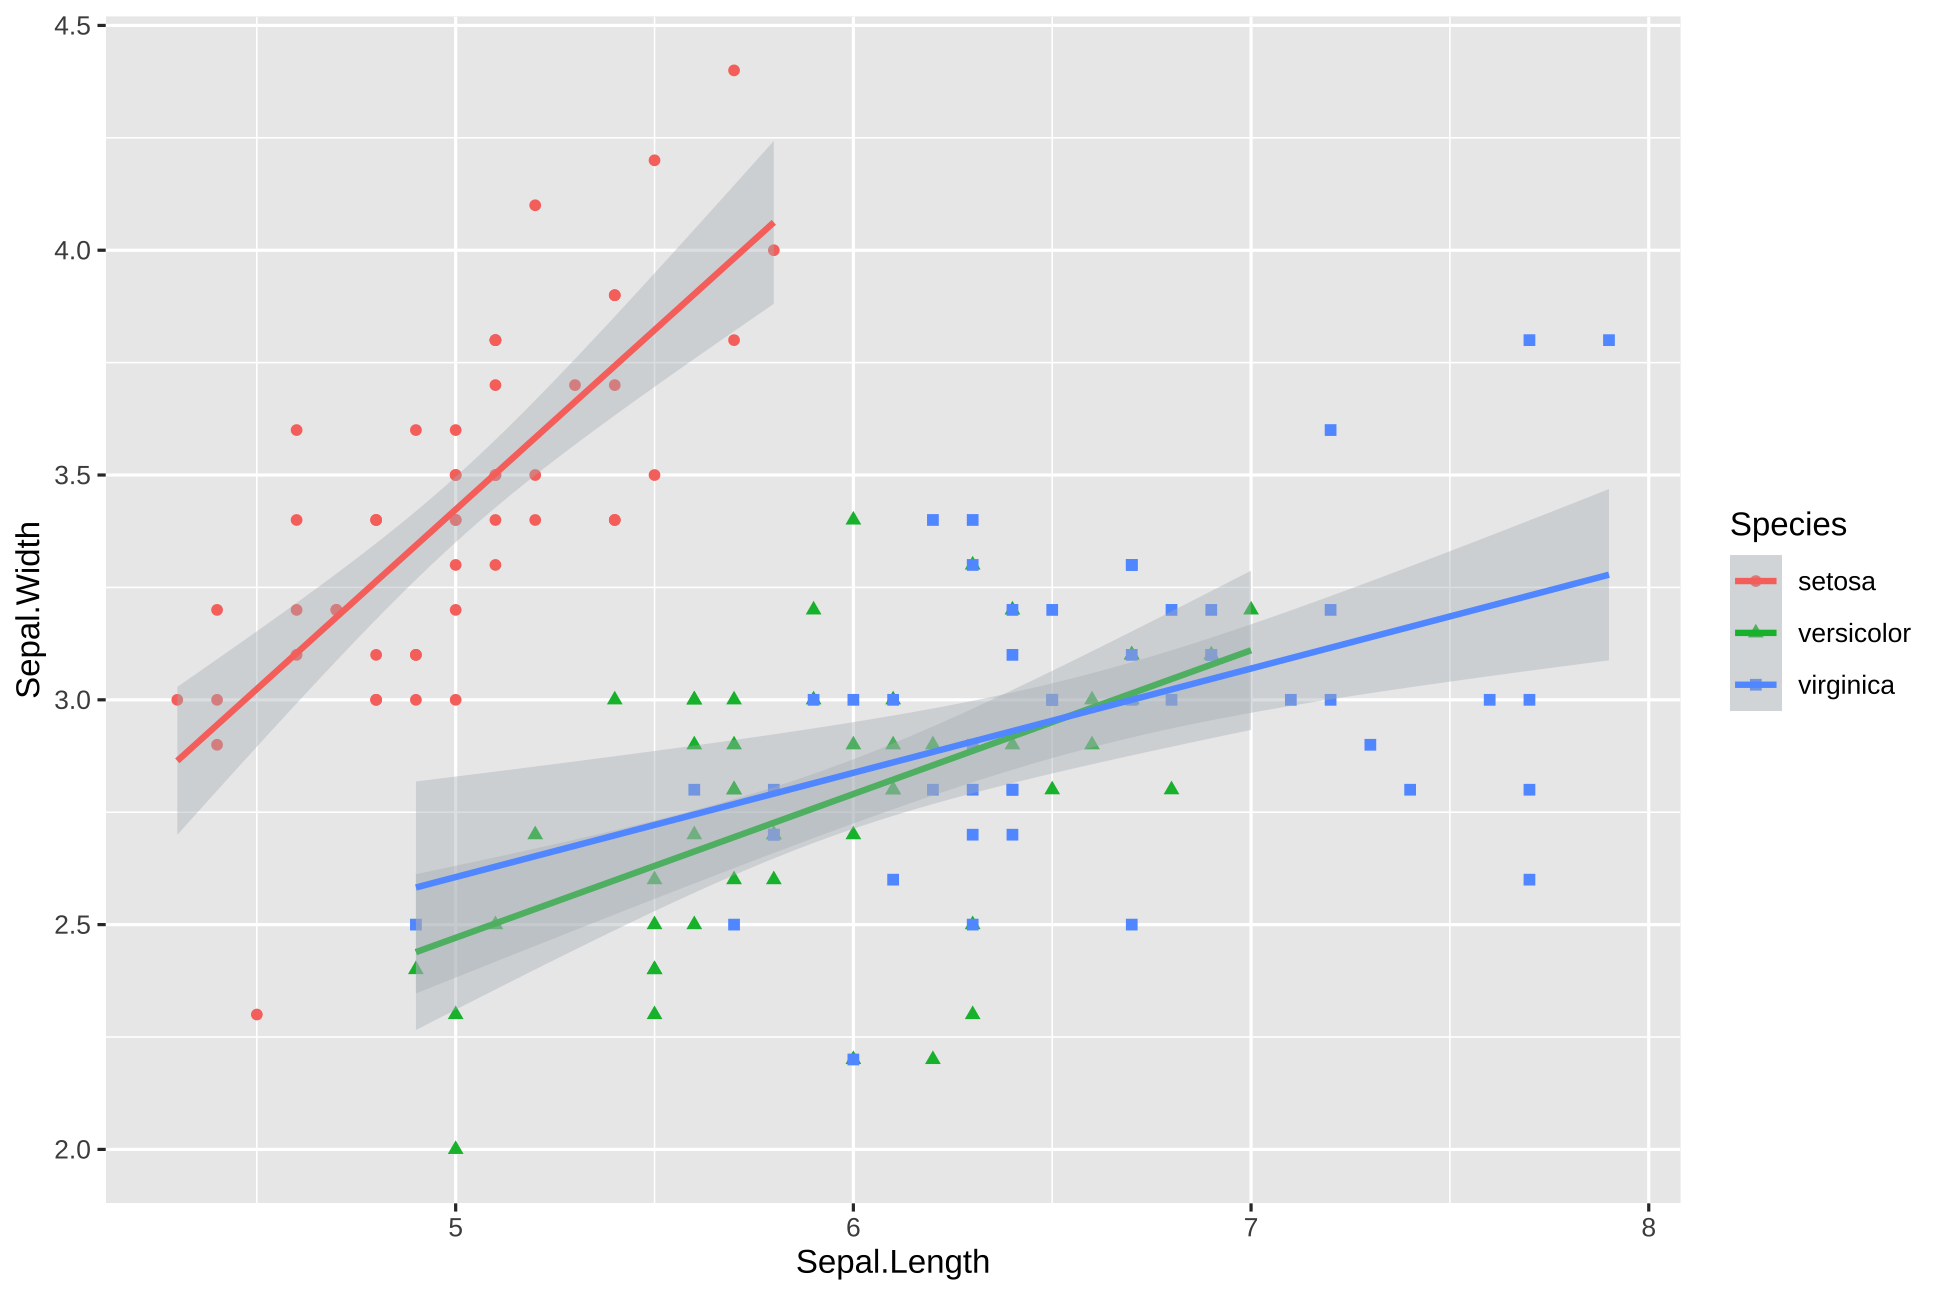 4.5
4.0
3.5
3.0
2.5
2.0
Sepal.Width
5 6 7 8
Sepal.Length
Species
setosa
versicolor
virginica